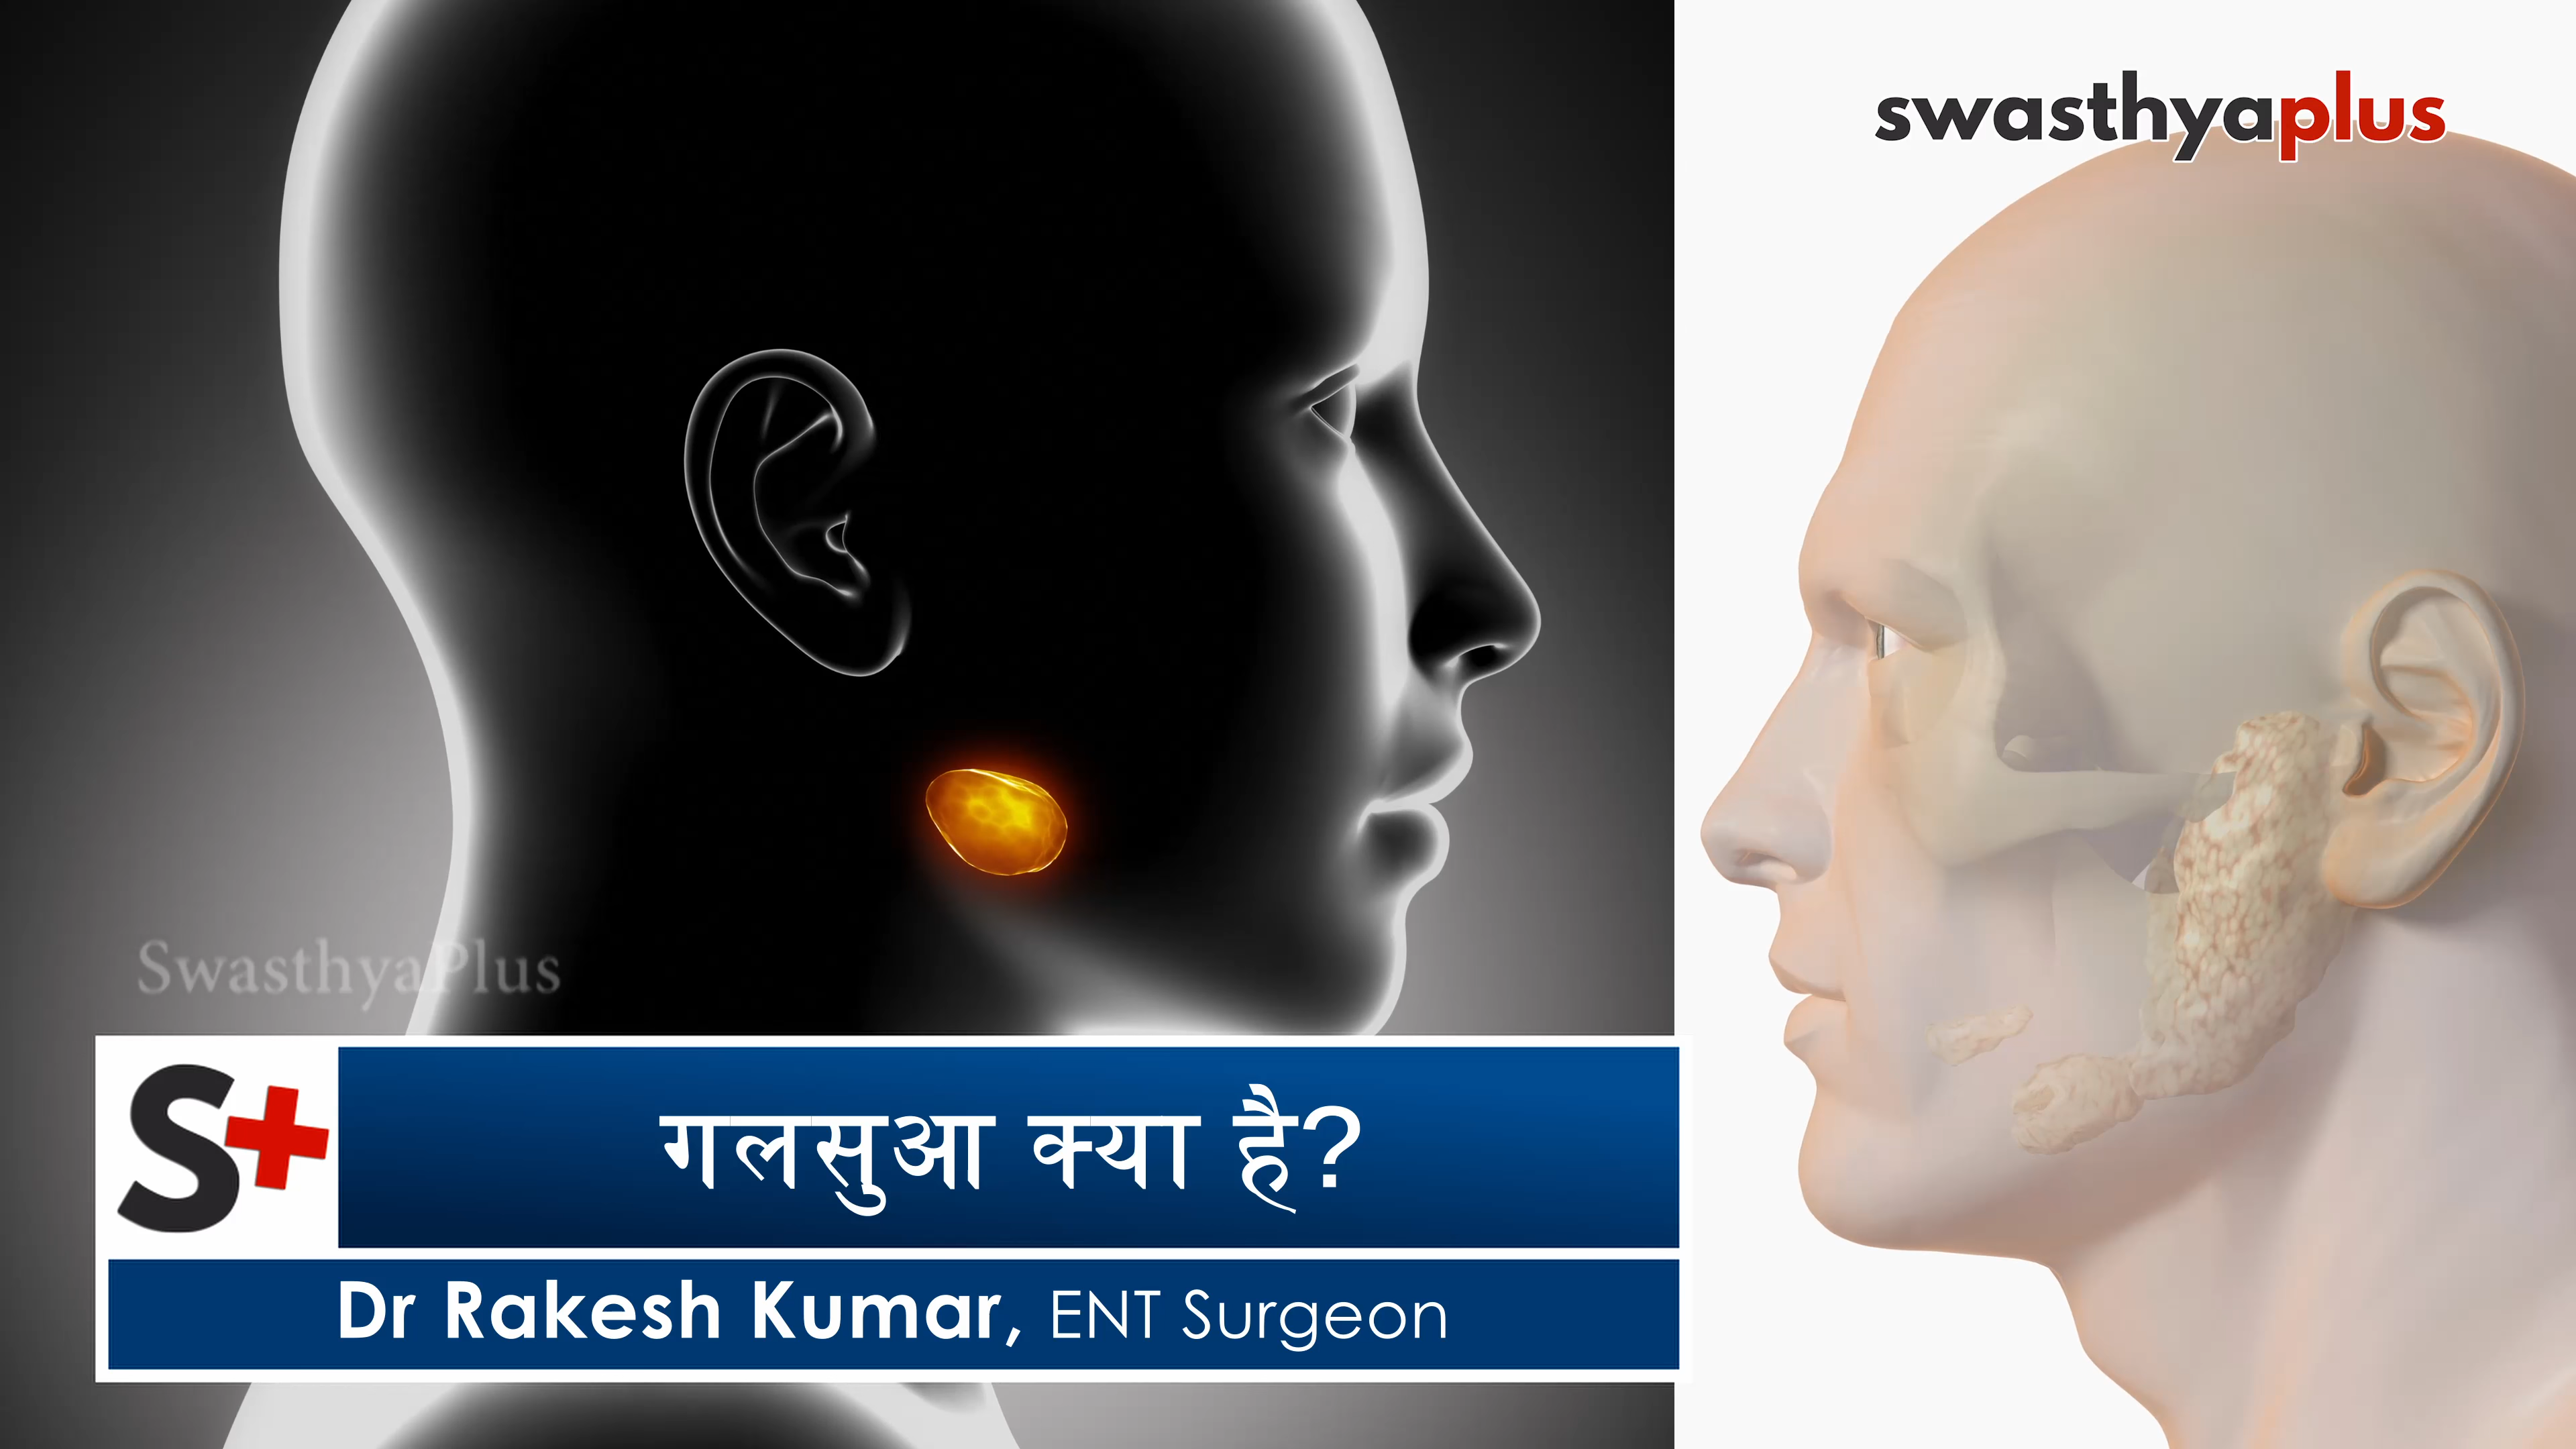 swasthyaplus
SwasthyaPlus
S+
गलसुआ क्या है?
Dr Rakesh Kumar, ENT Surgeon